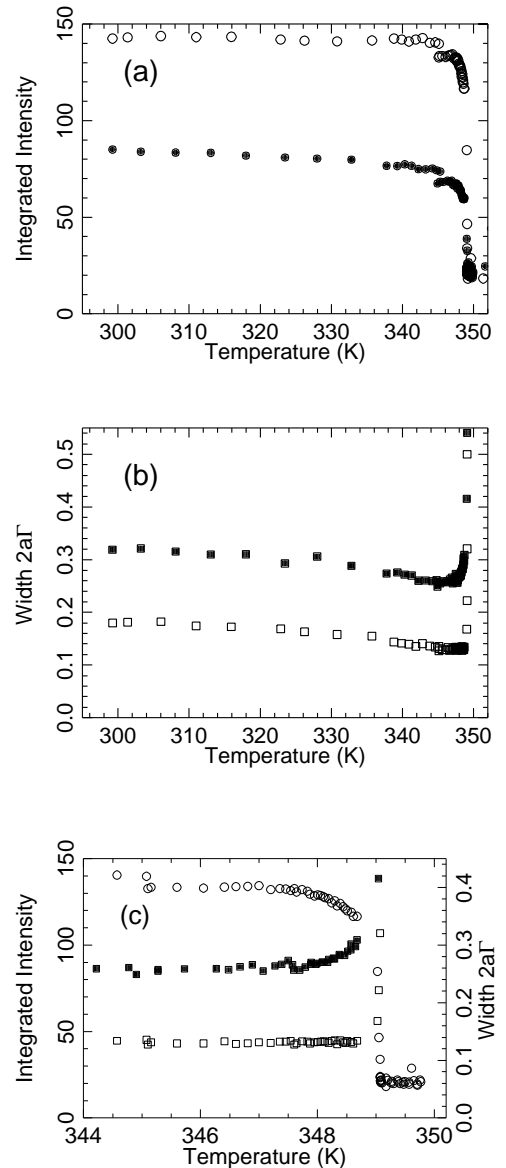 150
100
50
0
Integrated Intensity
(a)
300 310 320 330 340 350
Temperature (K)
0.5
0.4
0.3
0.2
0.1
0.0
Width 2aΓ
(b)
300 310 320 330 340 350
Temperature (K)
150
100
50
0
Integrated Intensity
(c)
0.4
0.3
0.2
0.1
0.0
Width 2aΓ
344 346 348 350
Temperature (K)